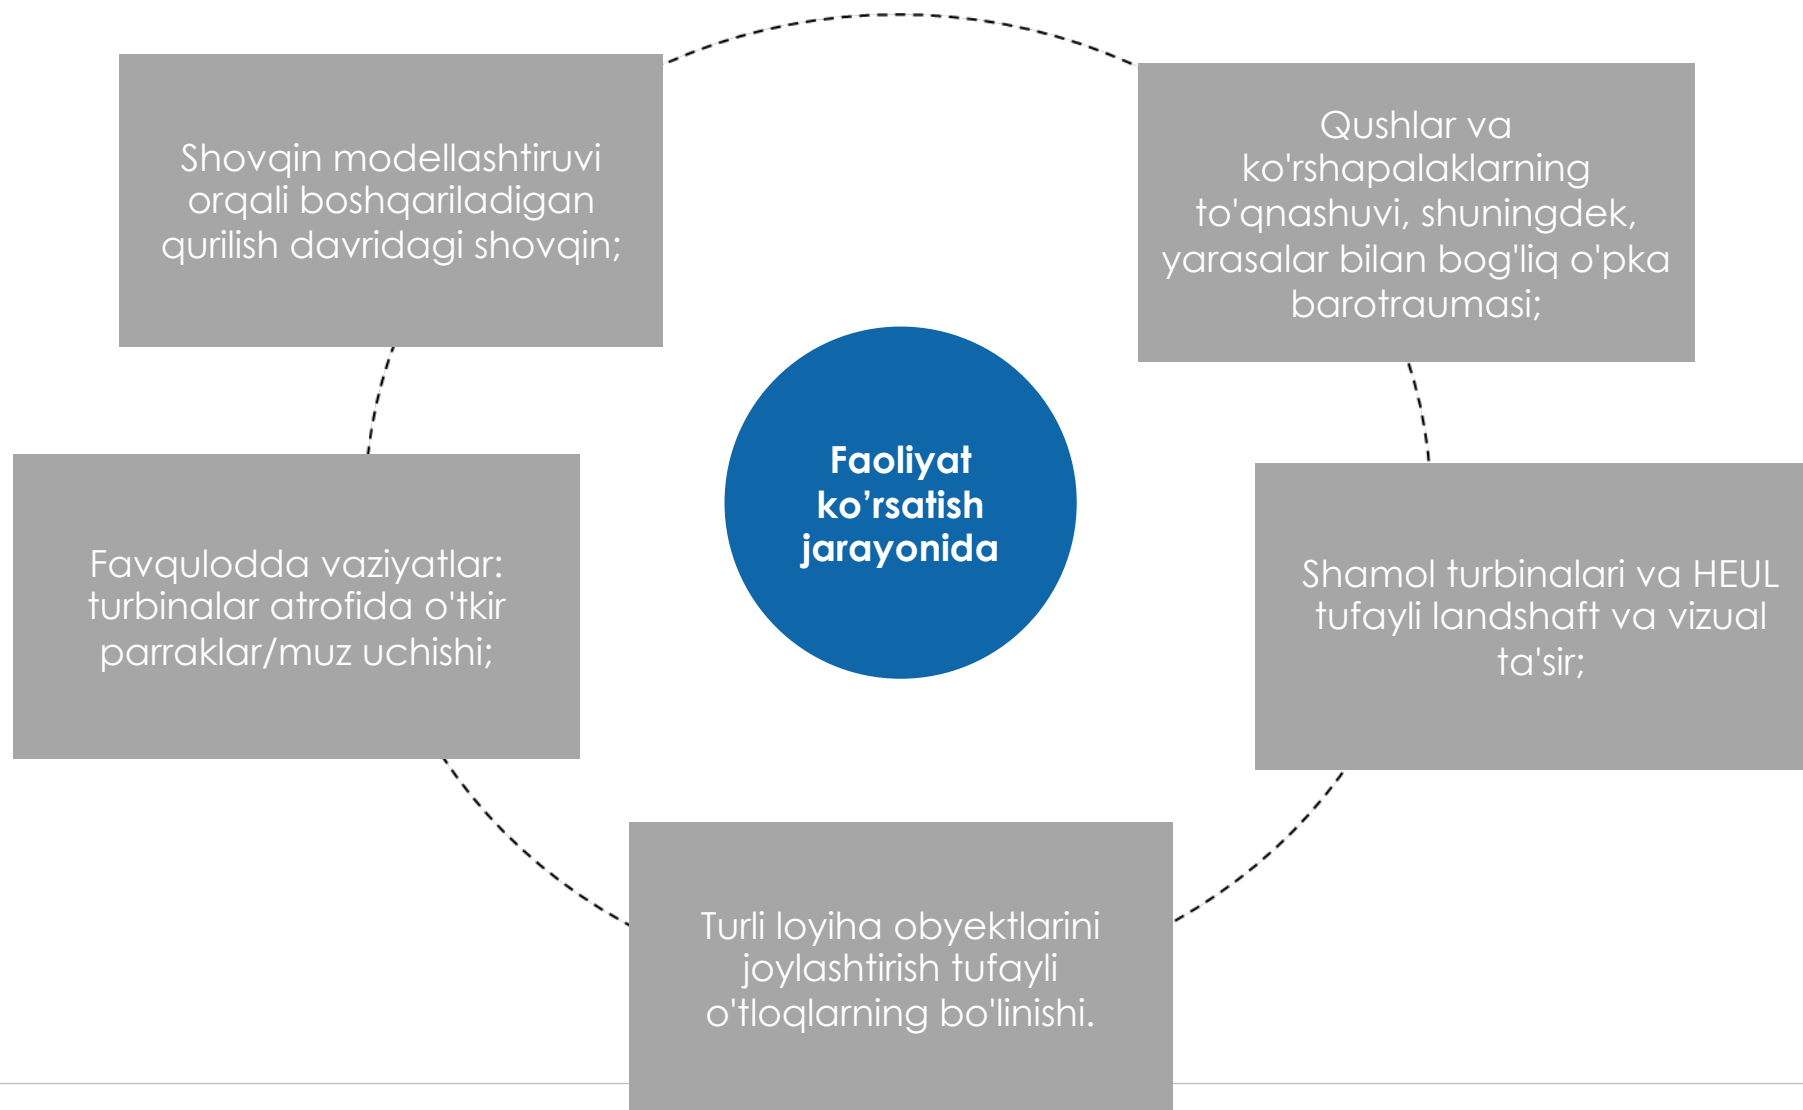 Shovqin modellashtiruvi
orqali boshqariladigan
qurilish davridagi shovqin;
Qushlar va
ko'rshapalaklarning
to'qnashuvi, shuningdek,
yarasalar bilan bog'liq o'pka
barotraumasi;
Faoliyat
ko’rsatish
jarayonida
Favqulodda vaziyatlar:
turbinalar atrofida o'tkir
parraklar/muz uchishi;
Shamol turbinalari va HEUL
tufayli landshaft va vizual
ta'sir;
Turli loyiha obyektlarini
joylashtirish tufayli
o'tloqlarning bo'linishi.